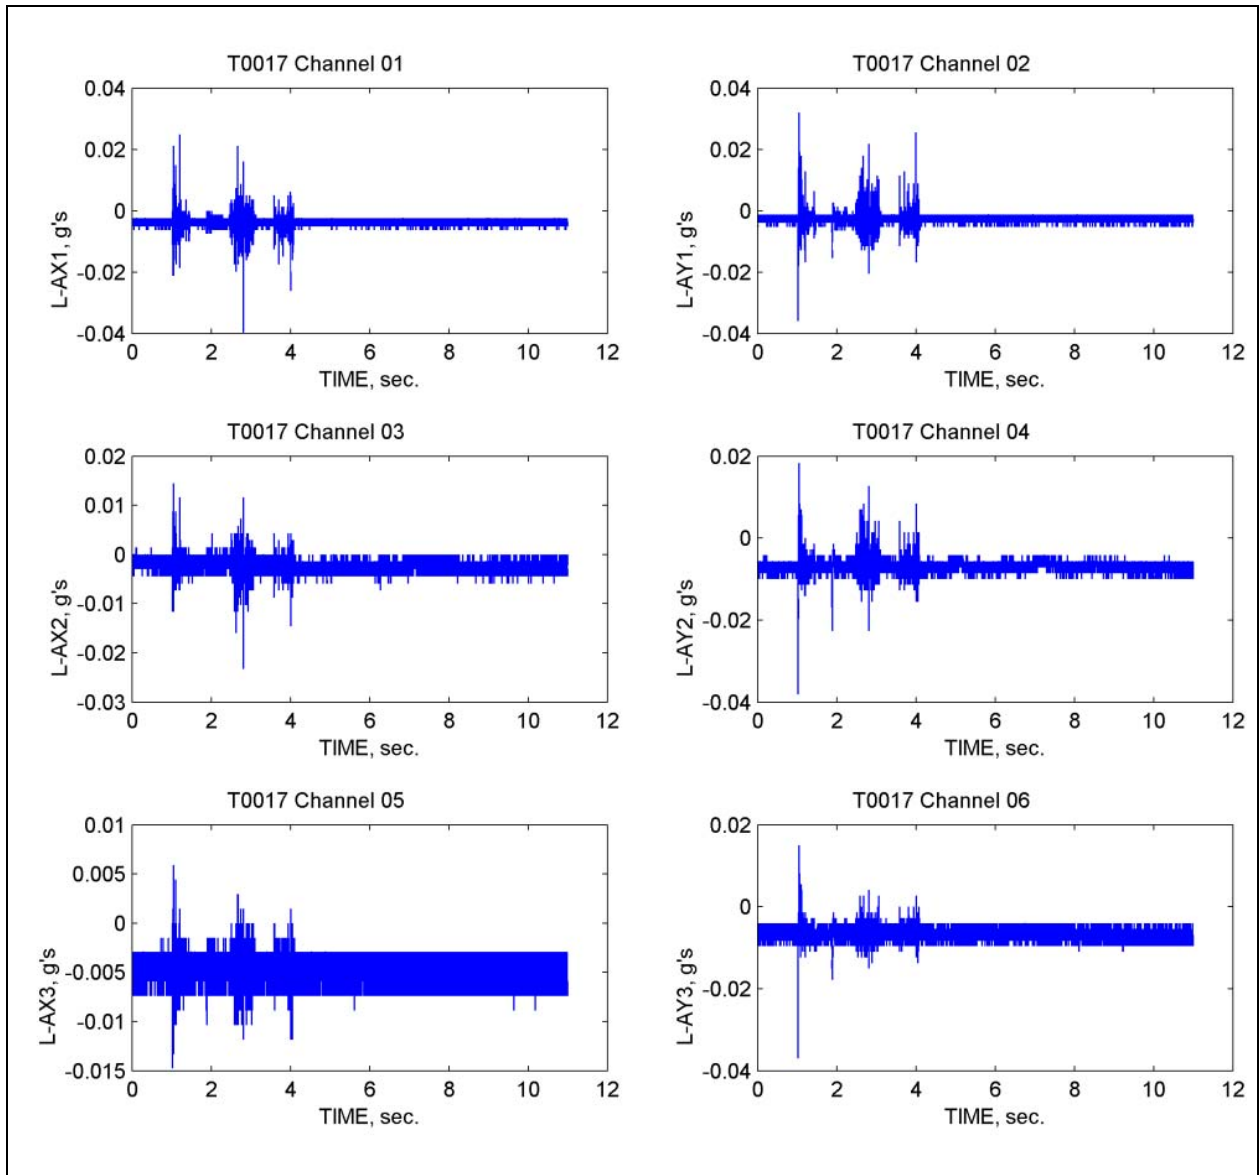 T0017 Channel 01
0.04
0.02
0
-0.02
-0.04
L-AX1, g's
0 2 4 6 8 10 12
TIME, sec.
T0017 Channel 02
0.04
0.02
0
-0.02
-0.04
L-AY1, g's
0 2 4 6 8 10 12
TIME, sec.
T0017 Channel 03
0.02
0.01
0
-0.01
-0.02
-0.03
L-AX2, g's
0 2 4 6 8 10 12
TIME, sec.
T0017 Channel 04
0.02
0
-0.02
-0.04
L-AY2, g's
0 2 4 6 8 10 12
TIME, sec.
T0017 Channel 05
0.01
0.005
0
-0.005
-0.01
-0.015
L-AX3, g's
0 2 4 6 8 10 12
TIME, sec.
T0017 Channel 06
0.02
0
-0.02
-0.04
L-AY3, g's
0 2 4 6 8 10 12
TIME, sec.